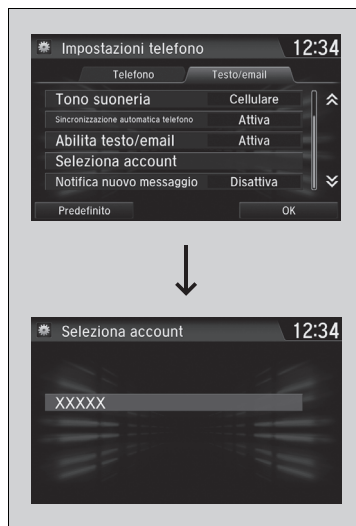 Impostazioni telefono 12:34
Telefono Testo/email
Tono suoneria Cellulare
Sincronizzazione automatica telefono Attiva
Abilita testo/email Attiva
Seleziona account
Notifica nuovo messaggio Disattiva
Predefinito OK
Seleziona account 12:34
XXXXX